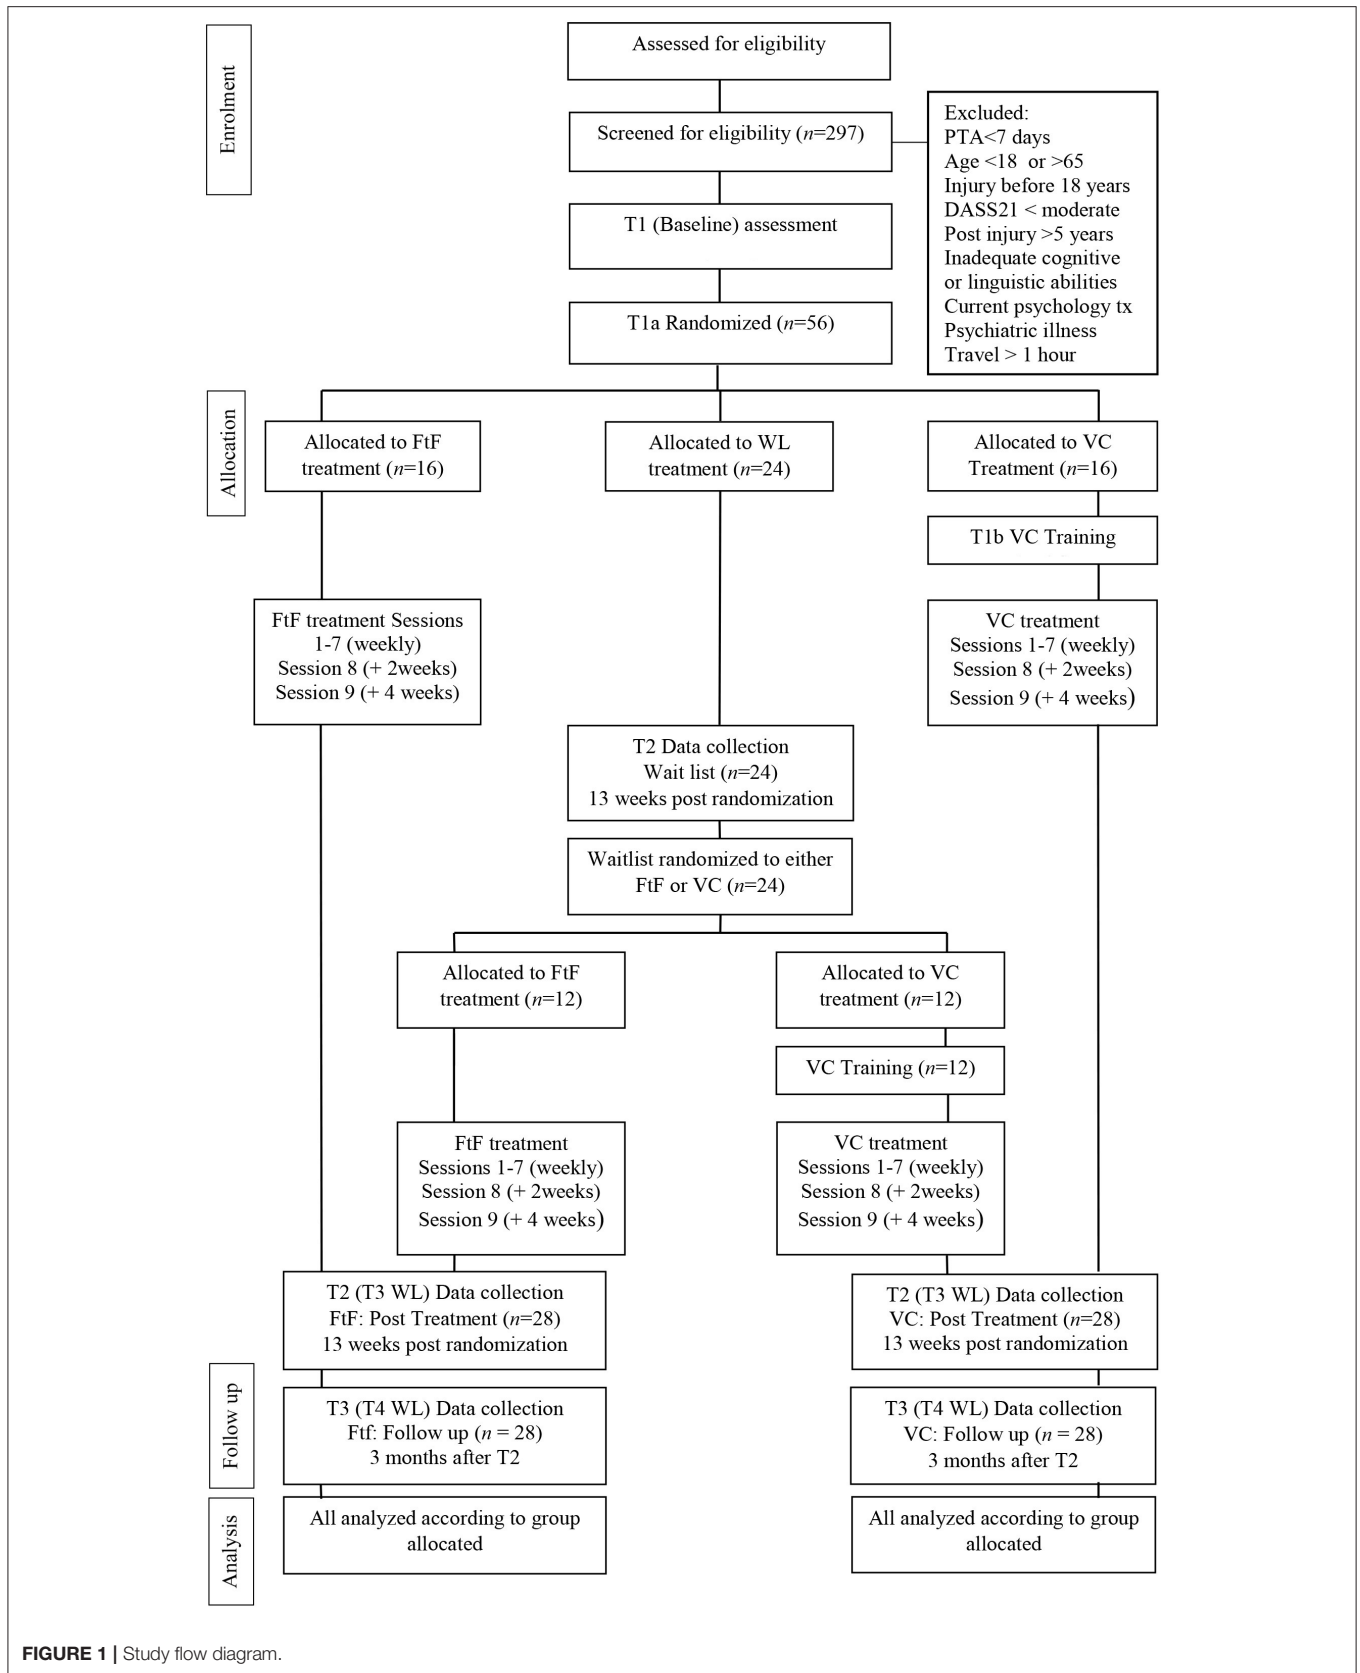 Enrolment
Assessed for eligibility
Screened for eligibility (n=297)
Excluded:
PTA<7 days
Age <18 or >65
Injury before 18 years
DASS21 < moderate
Post injury >5 years
Inadequate cognitive
or linguistic abilities
Current psychology tx
Psychiatric illness
Travel > 1 hour
T1 (Baseline) assessment
T1a Randomized (n=56)
Allocation
Allocated to FtF
treatment (n=16)
Allocated to WL
treatment (n=24)
Allocated to VC
Treatment (n=16)
T1b VC Training
FtF treatment Sessions
1-7 (weekly)
Session 8 (+ 2weeks)
Session 9 (+ 4 weeks)
VC treatment
Sessions 1-7 (weekly)
Session 8 (+ 2weeks)
Session 9 (+ 4 weeks)
T2 Data collection
Wait list (n=24)
13 weeks post randomization
Waitlist randomized to either
FtF or VC (n=24)
Allocated to FtF
treatment (n=12)
Allocated to VC
treatment (n=12)
VC Training (n=12)
FtF treatment
Sessions 1-7 (weekly)
Session 8 (+ 2weeks)
Session 9 (+ 4 weeks)
VC treatment
Sessions 1-7 (weekly)
Session 8 (+ 2weeks)
Session 9 (+ 4 weeks)
T2 (T3 WL) Data collection
FtF: Post Treatment (n=28)
13 weeks post randomization
T2 (T3 WL) Data collection
VC: Post Treatment (n=28)
13 weeks post randomization
Follow up
T3 (T4 WL) Data collection
Ftf: Follow up (n = 28)
3 months after T2
T3 (T4 WL) Data collection
VC: Follow up (n = 28)
3 months after T2
Analysis
All analyzed according to group
allocated
All analyzed according to group
allocated
FIGURE 1 | Study flow diagram.